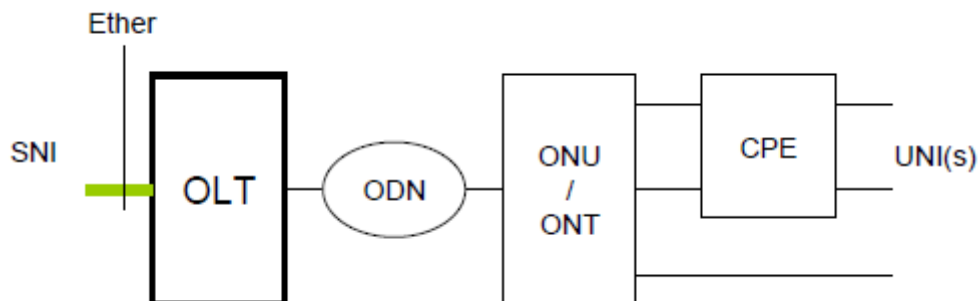 Ether
SNI
OLT
ODN
ONU
/
ONT
CPE
UNI(s)